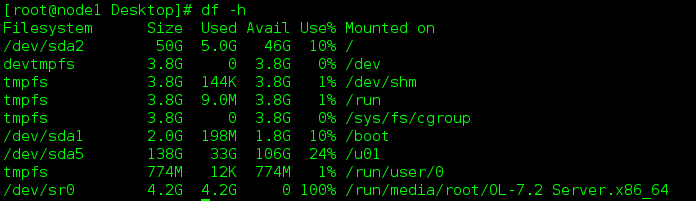 [root@node1 Desktop]# df -h
Filesystem      Size  Used Avail Use% Mounted on
/dev/sda2        50G  5.0G   46G  10% /
devtmpfs        3.8G     0  3.8G   0% /dev
tmpfs           3.8G  144K  3.8G   1% /dev/shm
tmpfs           3.8G  9.0M  3.8G   1% /run
tmpfs           3.8G     0  3.8G   0% /sys/fs/cgroup
/dev/sda1       2.0G  198M  1.8G  10% /boot
/dev/sda5       138G   33G  106G  24% /u01
tmpfs           774M   12K  774M   1% /run/user/0
/dev/sr0        4.2G  4.2G     0 100% /run/media/root/OL-7.2 Server.x86_64